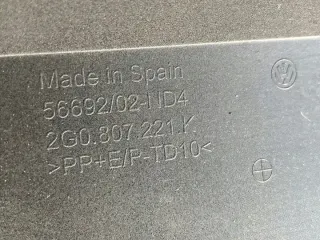 Made in Spain
56692/02-ND4
2G0.807.221.K
>PP+E/P-TD10<